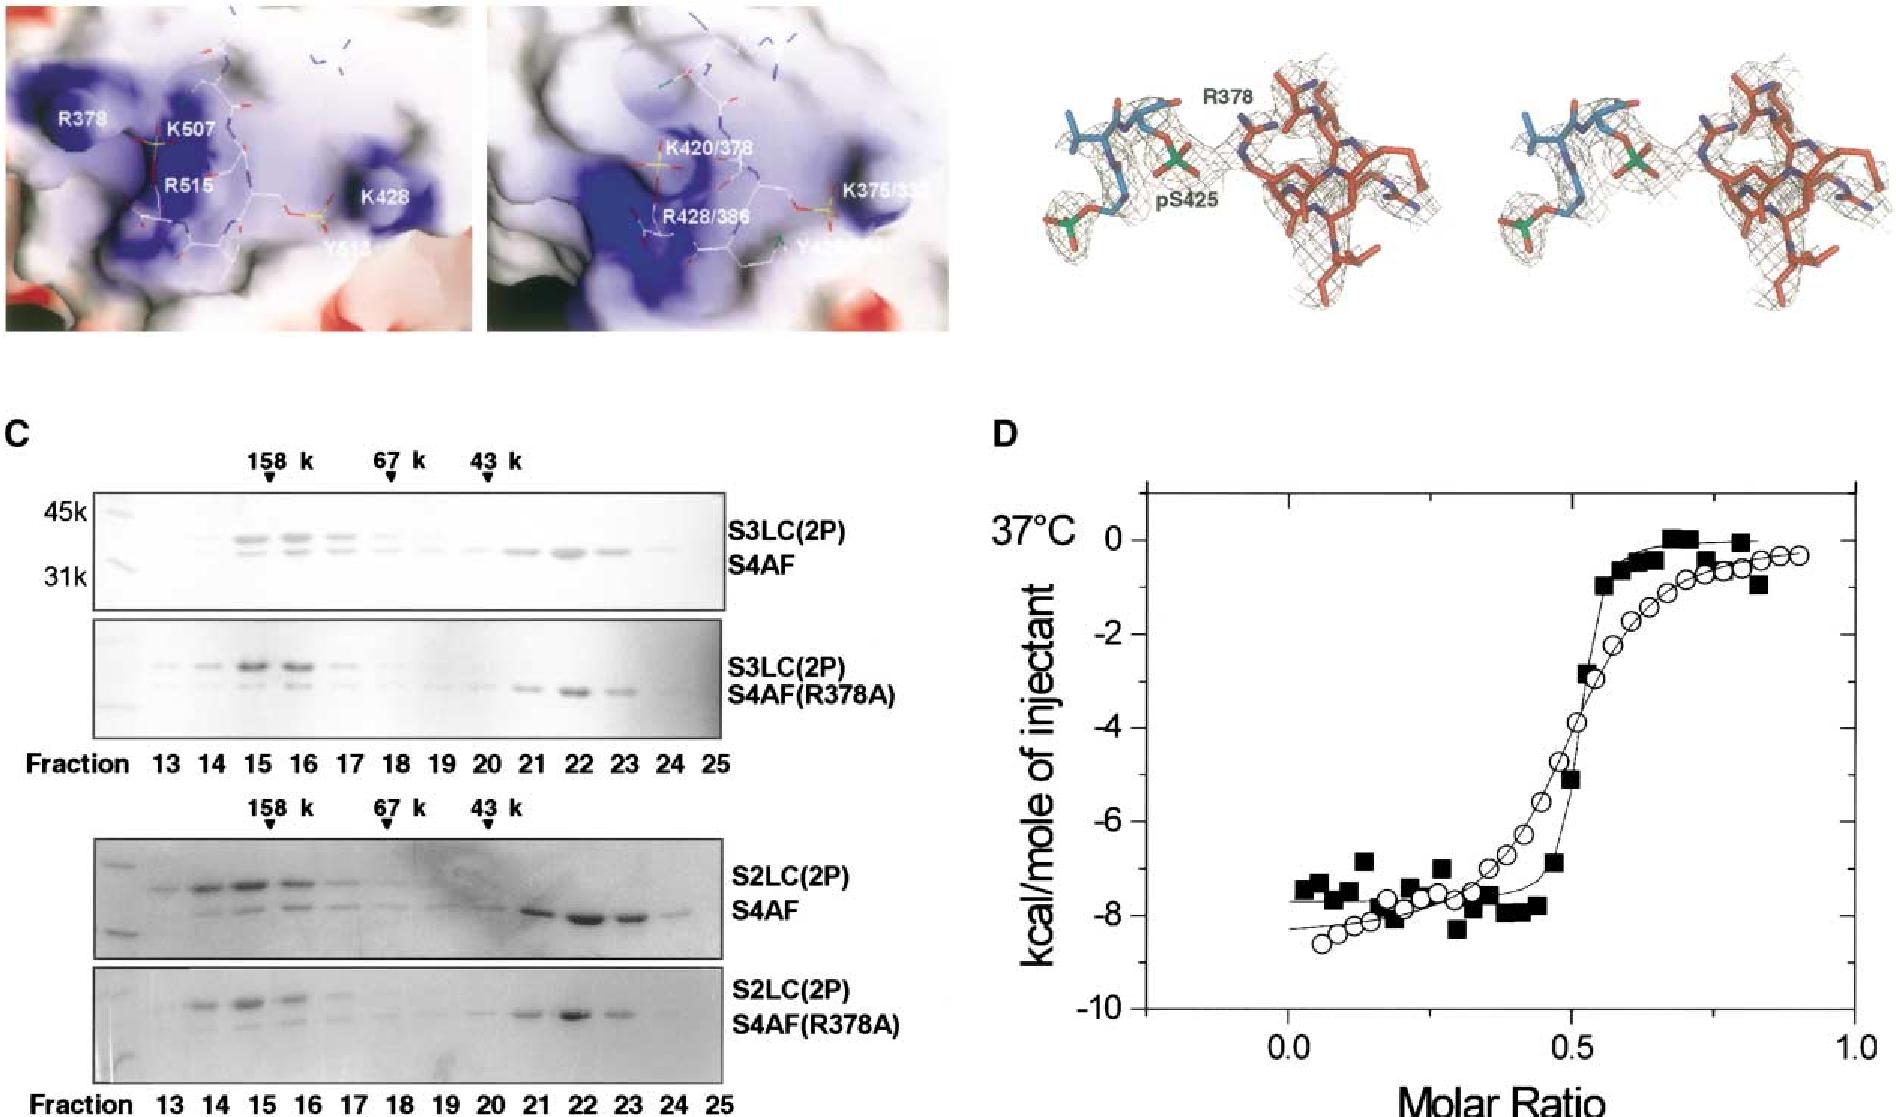 R378
K507
R515
K428
Y513
K420/378
R428/386
R378
pS425
C
158 k 67 k 43 k
45k
31k
S3LC(2P)
S4AF
S3LC(2P)
S4AF(R378A)
Fraction 13 14 15 16 17 18 19 20 21 22 23 24 25
158 k 67 k 43 k
S2LC(2P)
S4AF
S2LC(2P)
S4AF(R378A)
Fraction 13 14 15 16 17 18 19 20 21 22 23 24 25
D
37°C
0
-2
-4
-6
-8
-10
kcal/mole of injectant
0.0 0.5 1.0
Molar Ratio